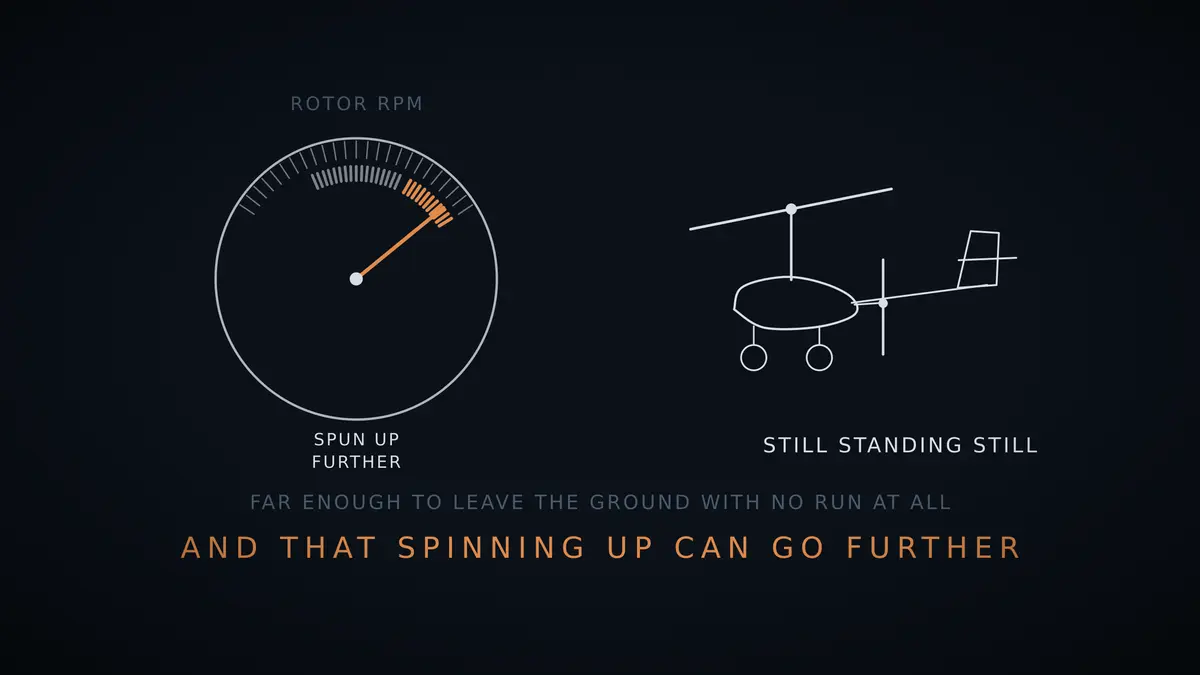 ROTOR RPM
SPUN UP
FURTHER
STILL STANDING STILL
FAR ENOUGH TO LEAVE THE GROUND WITH NO RUN AT ALL
AND THAT SPINNING UP CAN GO FURTHER